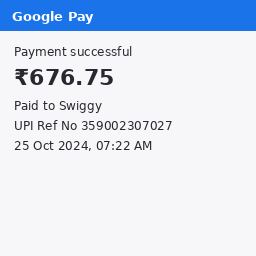 Google Pay
Payment successful
₹676.75
Paid to Swiggy
UPI Ref No 359002307027
25 Oct 2024, 07:22 AM